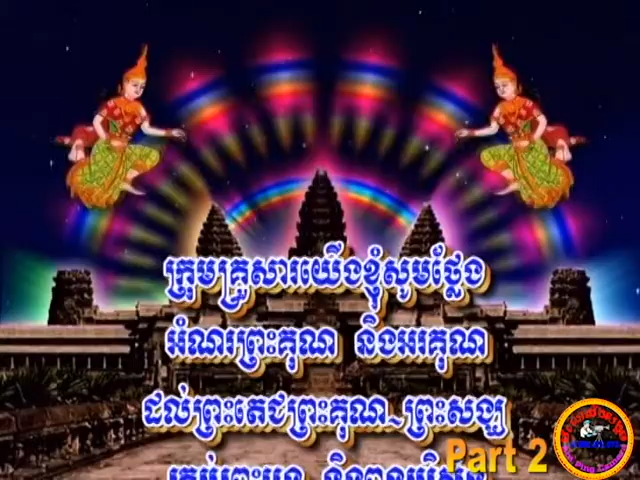 ក្រុមគ្រួសារយើងខ្ញុំសូមថ្លែង
អំណរព្រះគុណ និងអរគុណ
ដល់ព្រះតេជព្រះគុណ ព្រះសង្ឃ
Part 2